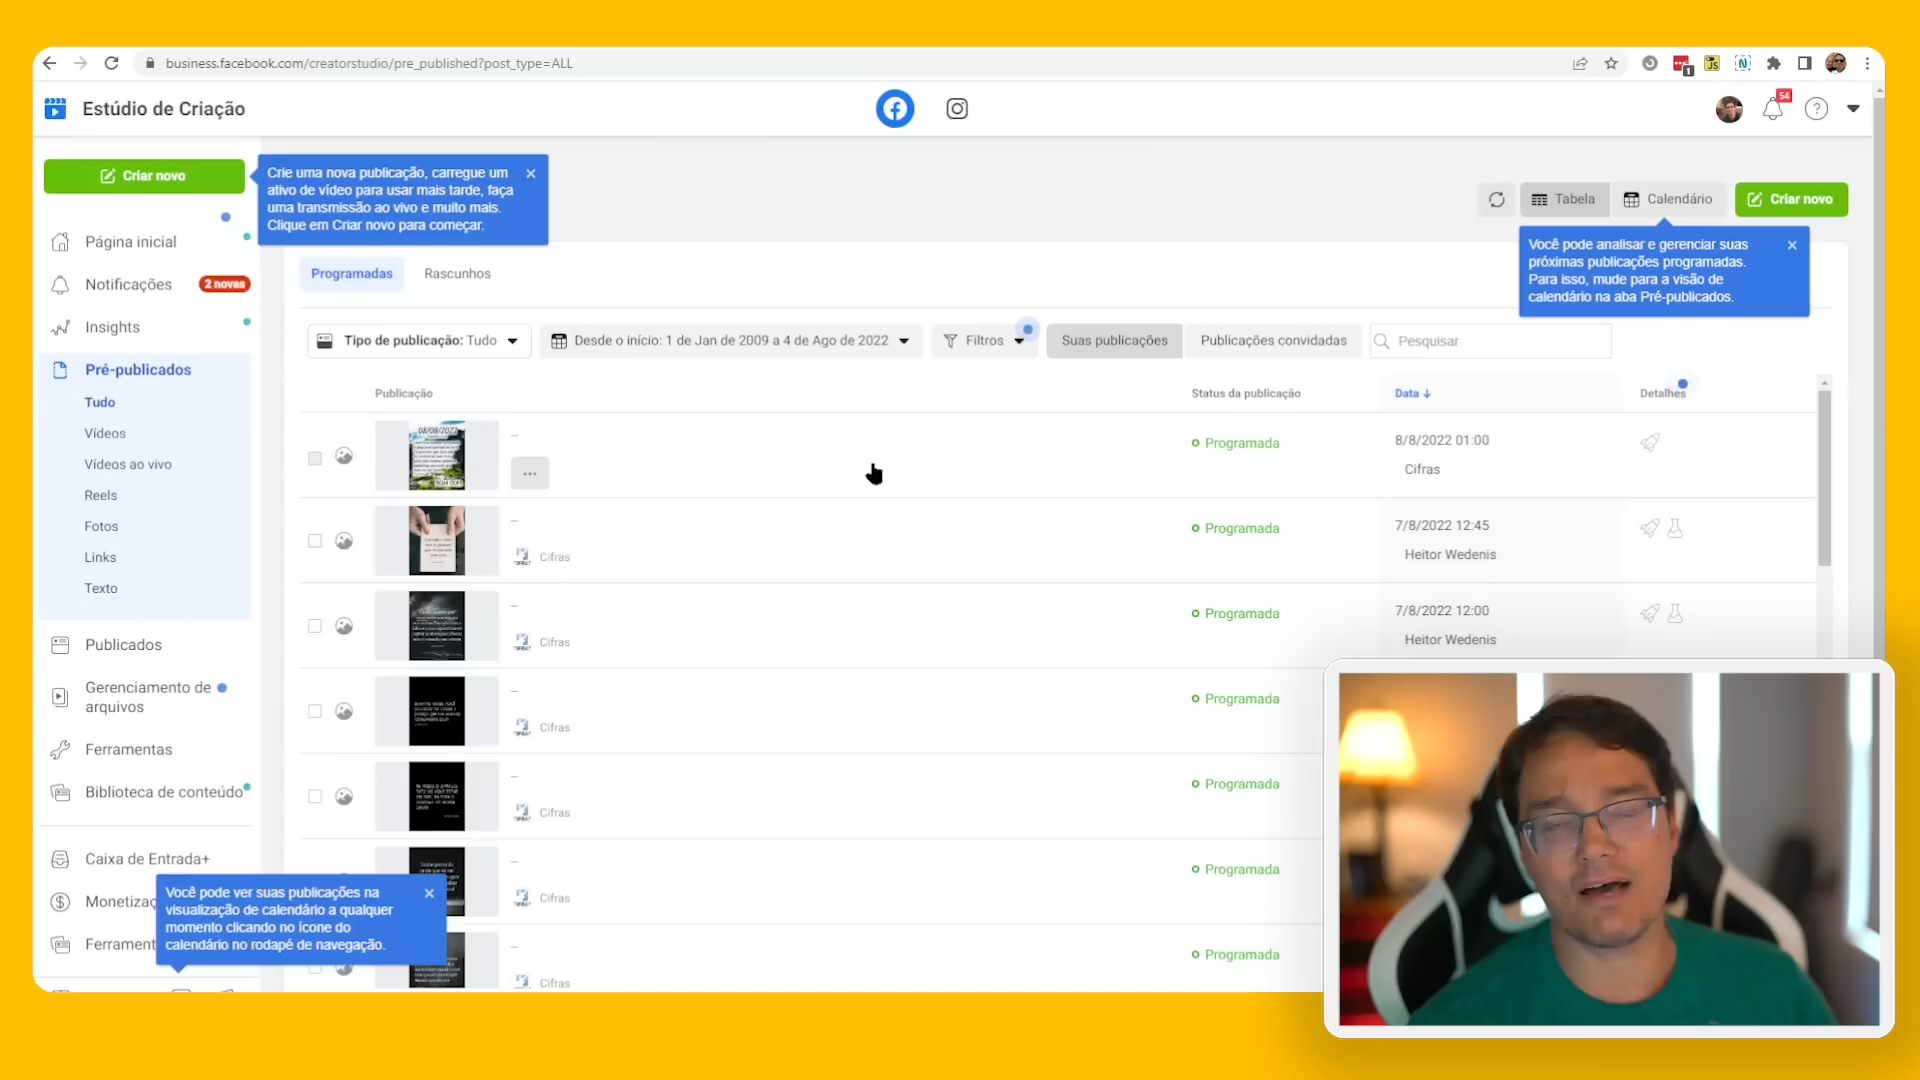 business.facebook.com/creatorstudio/pre_published?post_type=ALL
1
JS
N
Estúdio de Criação
54
?
Criar novo
Crie uma nova publicação, carregue um
ativo de vídeo para usar mais tarde, faça
uma transmissão ao vivo e muito mais.
Clique em Criar novo para começar.
Tabela
Calendário
Criar novo
Você pode analisar e gerenciar suas
próximas publicações programadas.
Para isso, mude para a visão de
calendário na aba Pré-publicados.
Página inicial
Notificações
2 novas
Insights
Pré-publicados
Tudo
Vídeos
Vídeos ao vivo
Reels
Fotos
Links
Texto
Publicados
Gerenciamento de
arquivos
Ferramentas
Biblioteca de conteúdo
Caixa de Entrada+
Monetizaç
Ferrament
Você pode ver suas publicações na
visualização de calendário a qualquer
momento clicando no ícone do
calendário no rodapé de navegação.
Programadas
Rascunhos
Tipo de publicação: Tudo
Desde o início: 1 de Jan de 2009 a 4 de Ago de 2022
Filtros
Suas publicações
Publicações convidadas
Pesquisar
Publicação
Status da publicação
Data ↓
Detalhes
08/08/2022
–
...
Programada
8/8/2022 01:00
Cifras
–
Cifras
Programada
7/8/2022 12:45
Heitor Wedenis
–
Cifras
Programada
7/8/2022 12:00
Heitor Wedenis
–
Cifras
Programada
–
Cifras
Programada
–
Cifras
Programada
–
Cifras
Programada